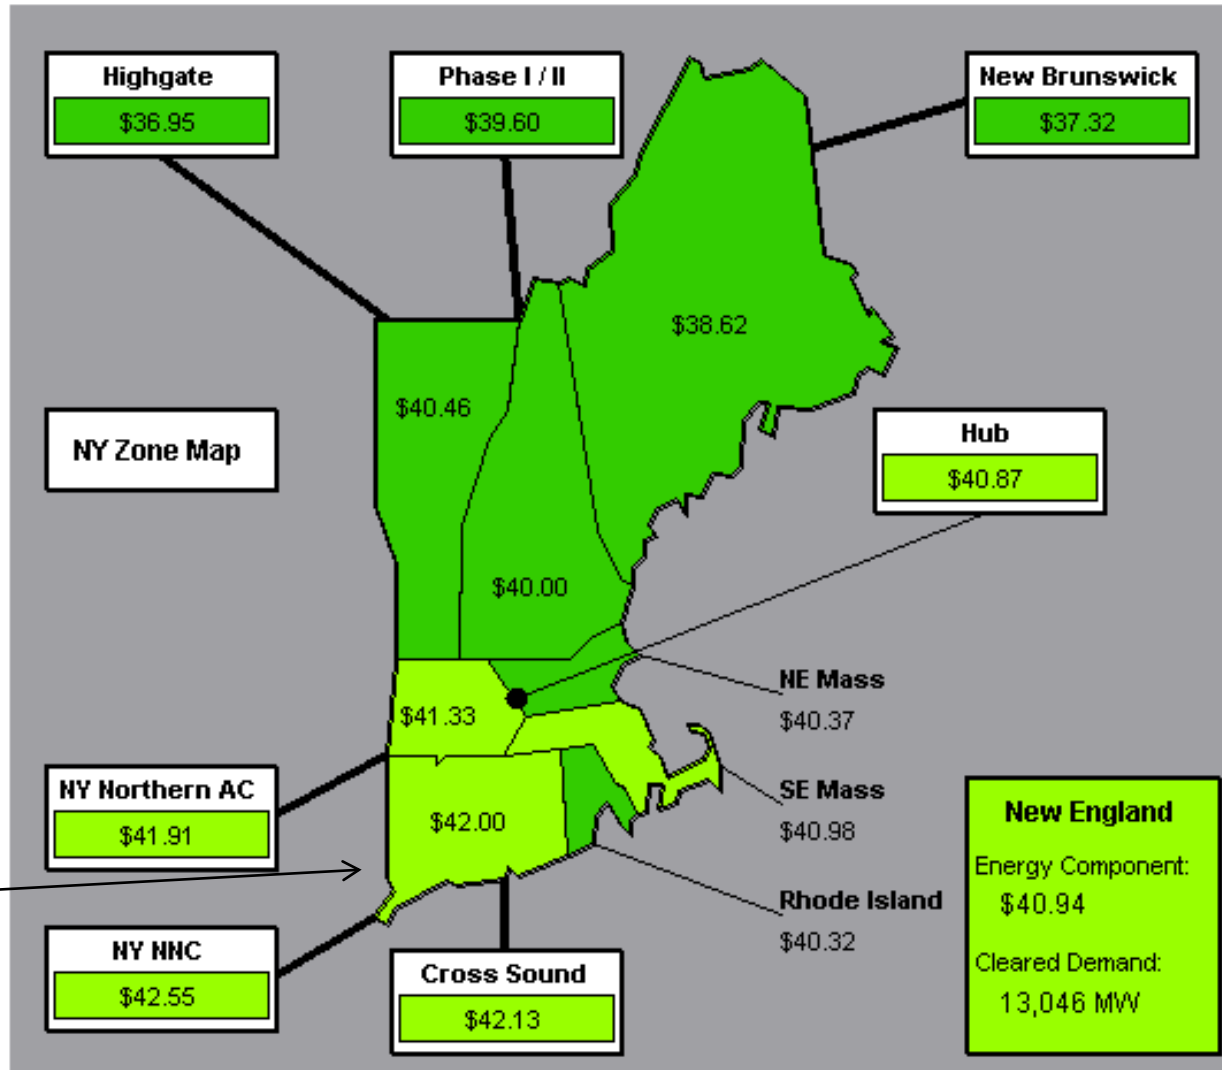 Highgate
$36.95
Phase I / II
$39.60
New Brunswick
$37.32
$38.62
$40.46
NY Zone Map
Hub
$40.87
$40.00
NE Mass
$40.37
$41.33
NY Northern AC
$41.91
$42.00
SE Mass
$40.98
New England
Energy Component:
$40.94
Cleared Demand:
13,046 MW
Rhode Island
$40.32
NY NNC
$42.55
Cross Sound
$42.13